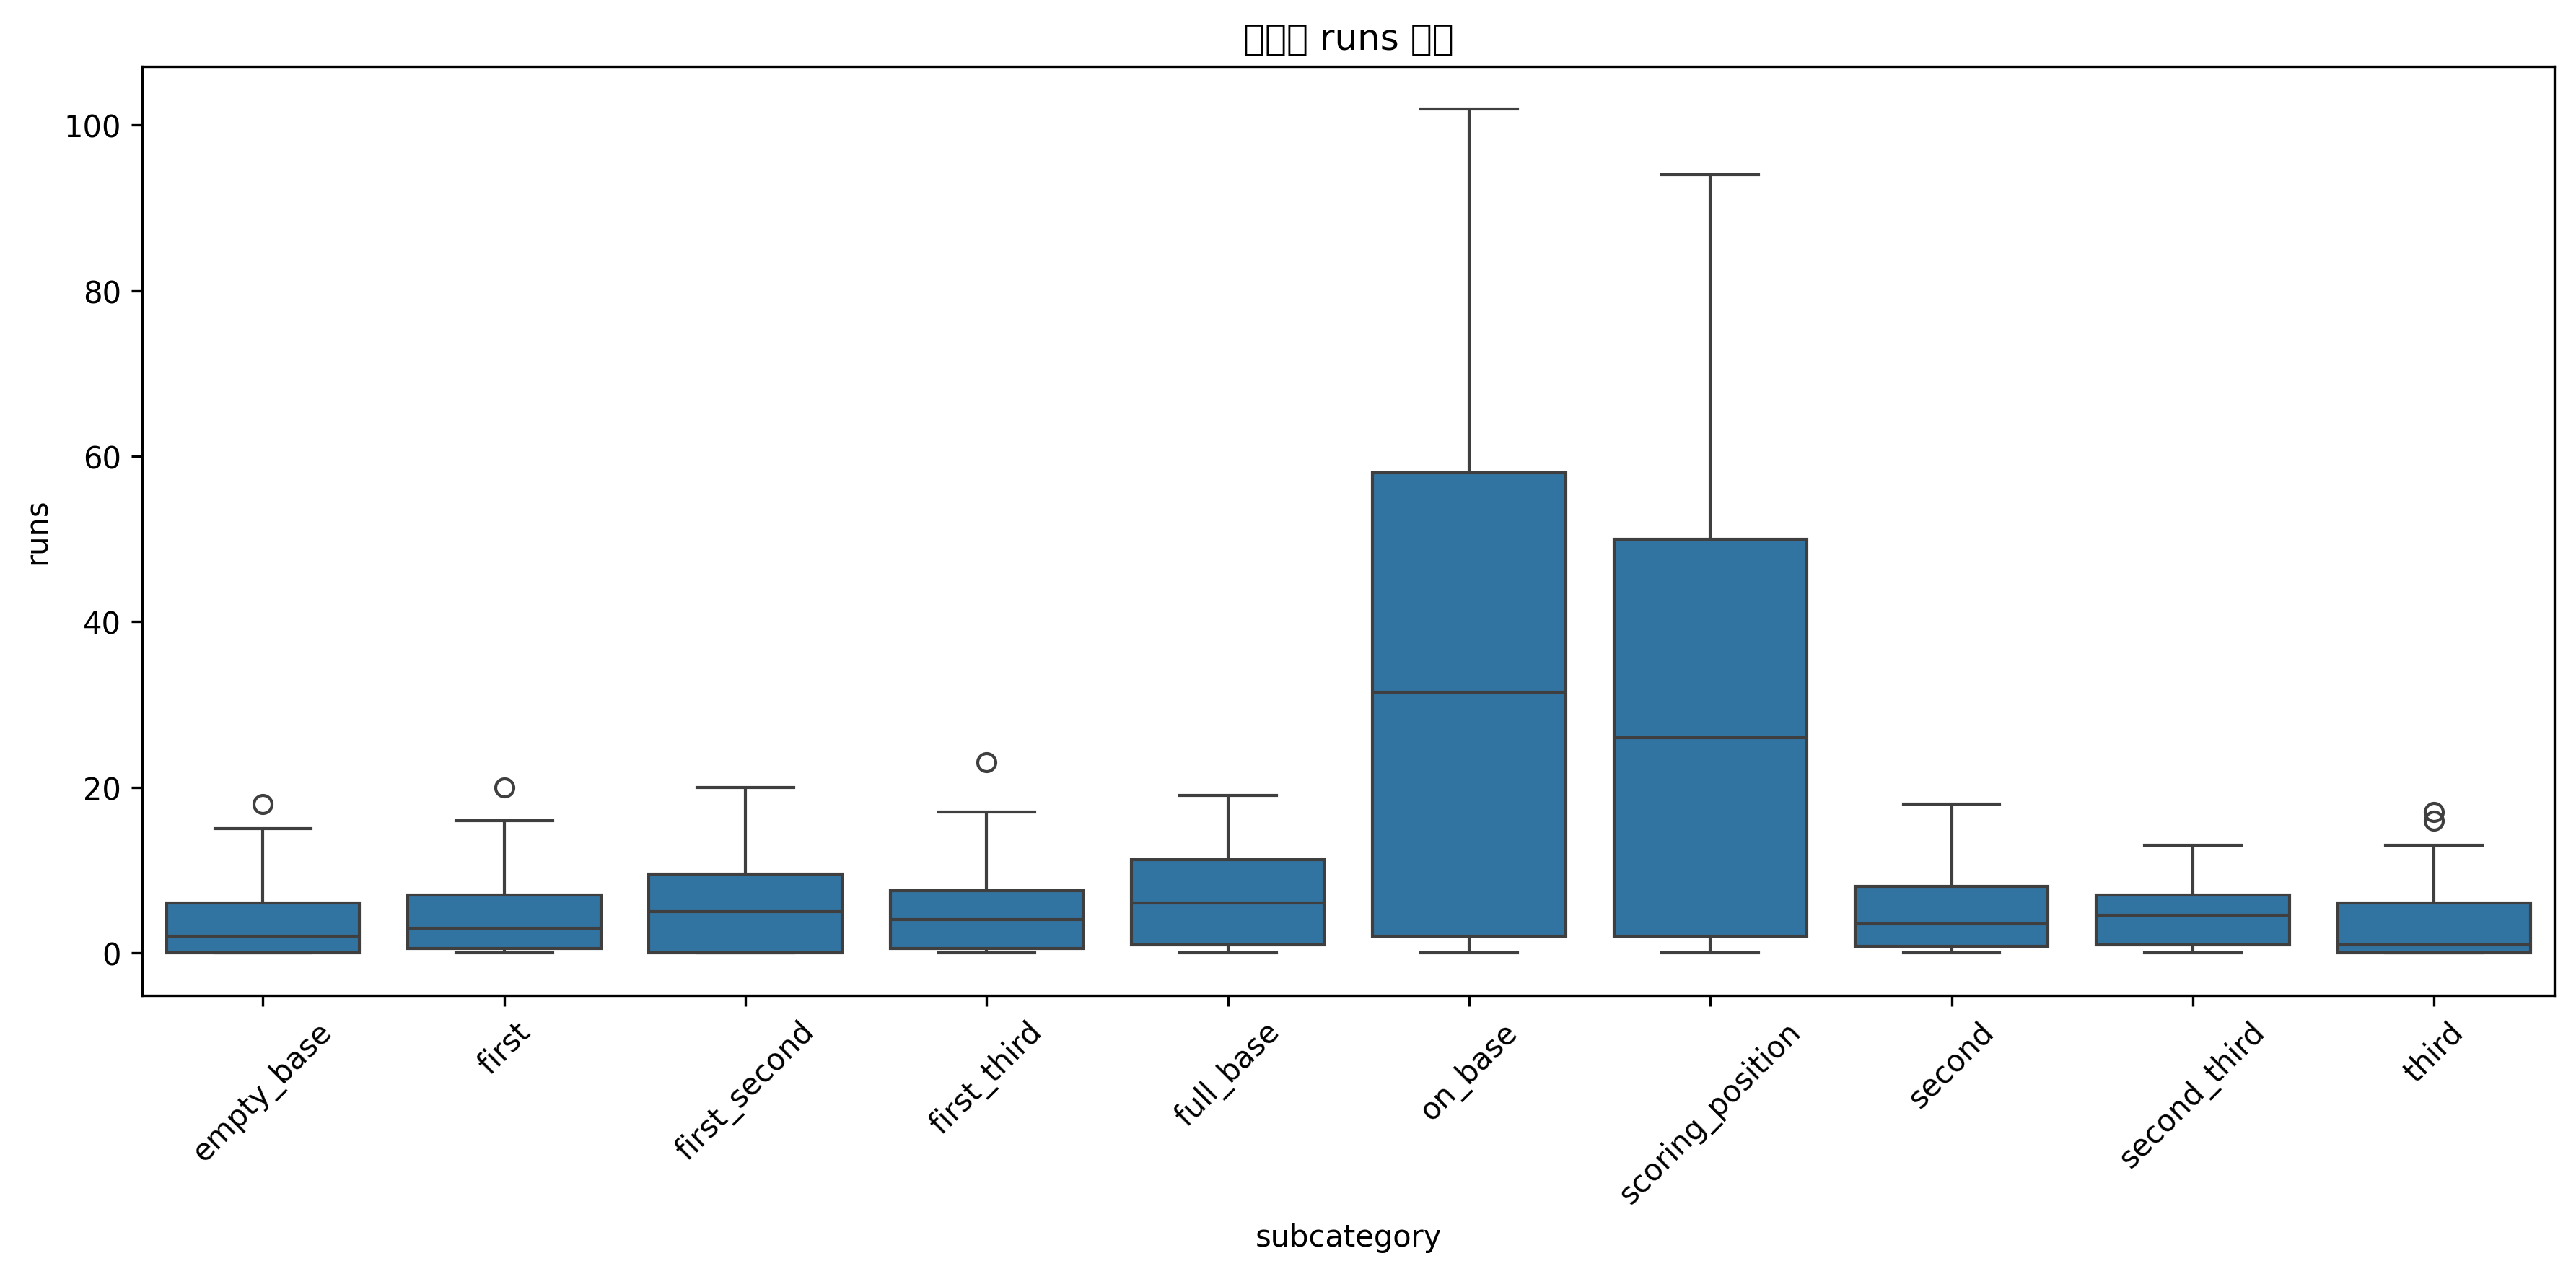 runs
100
80
60
40
20
0
runs
empty_base
first
first_second
first_third
full_base
on_base
scoring_position
second
second_third
third
subcategory